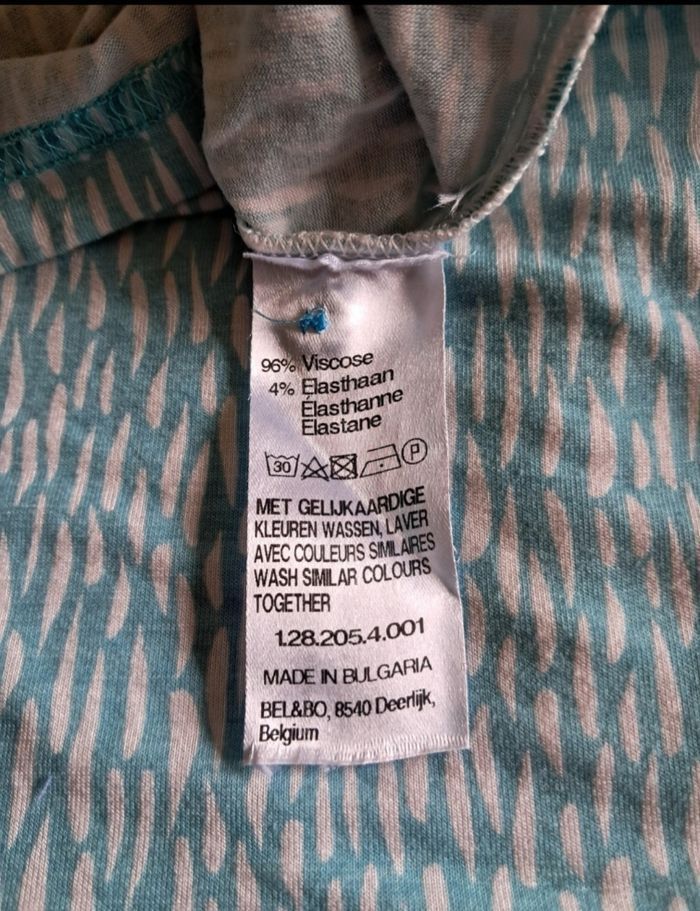 96% Viscose
4% Elasthaan
Élasthanne
Elastane
30 P
MET GELIJKAARDIGE
KLEUREN WASSEN, LAVER
AVEC COULEURS SIMILAIRES
WASH SIMILAR COLOURS
TOGETHER
1.28.205.4.001
MADE IN BULGARIA
BEL&BO, 8540 Deerlijk,
Belgium